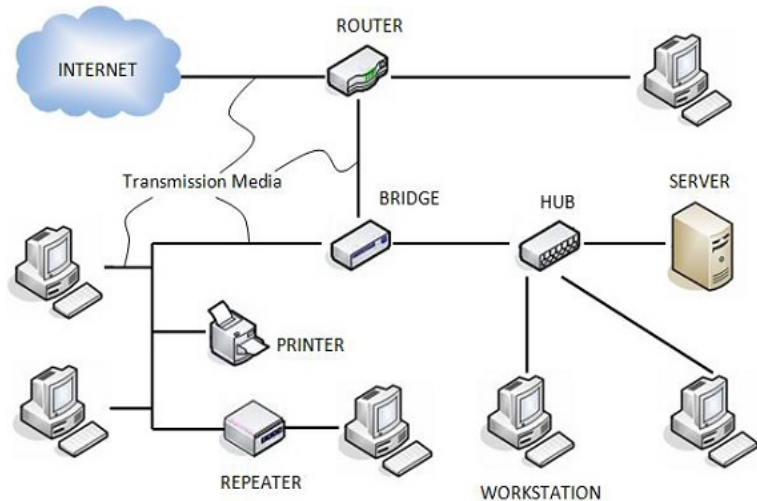 ROUTER
INTERNET
Transmission Media
BRIDGE
HUB
SERVER
PRINTER
REPEATER
WORKSTATION